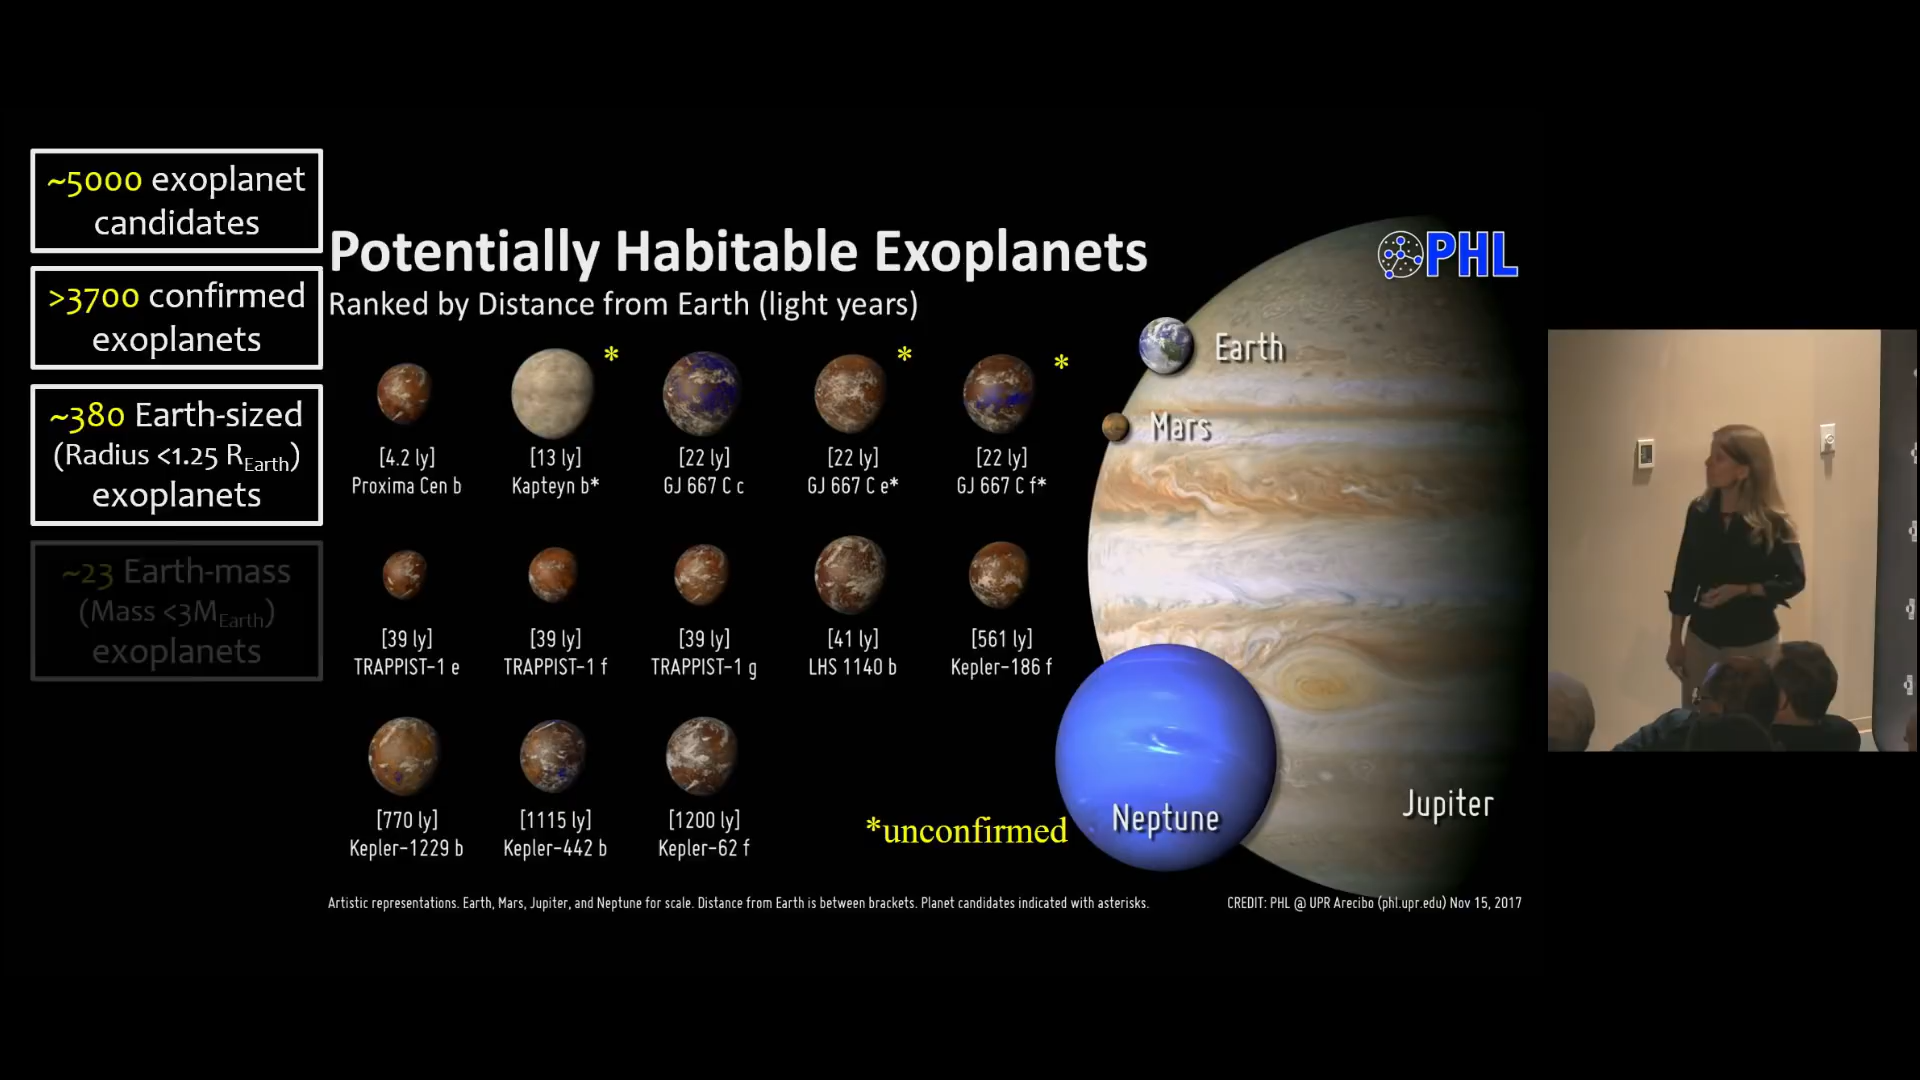 ~5000 exoplanet
candidates
>3700 confirmed
exoplanets
~380 Earth-sized
(Radius <1.25 REarth)
exoplanets
~23 Earth-mass
(Mass <3MEarth)
exoplanets
Potentially Habitable Exoplanets
Ranked by Distance from Earth (light years)
PHL
Earth
Mars
* * *
[4.2 ly] [13 ly] [22 ly] [22 ly] [22 ly]
Proxima Cen b Kapteyn b* GJ 667 C c GJ 667 C e* GJ 667 C f*
[39 ly] [39 ly] [39 ly] [41 ly] [561 ly]
TRAPPIST-1 e TRAPPIST-1 f TRAPPIST-1 g LHS 1140 b Kepler-186 f
[770 ly] [1115 ly] [1200 ly]
Kepler-1229 b Kepler-442 b Kepler-62 f
*unconfirmed
Neptune
Jupiter
Artistic representations. Earth, Mars, Jupiter, and Neptune for scale. Distance from Earth is between brackets. Planet candidates indicated with asterisks.
CREDIT: PHL @ UPR Arecibo (phl.upr.edu) Nov 15, 2017